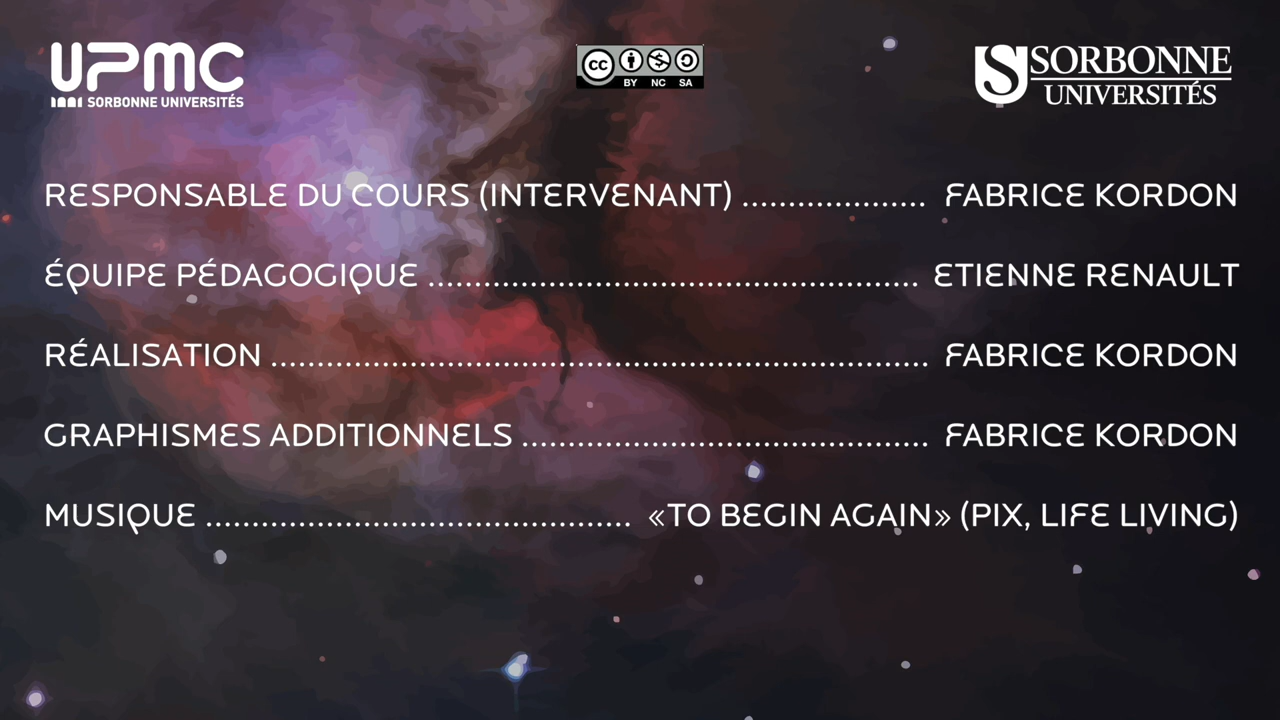 UPMC
SORBONNE UNIVERSITÉS
CC BY NC SA
SORBONNE
UNIVERSITÉS
RESPONSABLE DU COURS (INTERVENANT) ................... FABRICE KORDON
ÉQUIPE PÉDAGOGIQUE .................................................. ETIENNE RENAULT
RÉALISATION ................................................................... FABRICE KORDON
GRAPHISMES ADDITIONNELS ......................................... FABRICE KORDON
MUSIQUE ........................................... «TO BEGIN AGAIN» (PIX, LIFE LIVING)